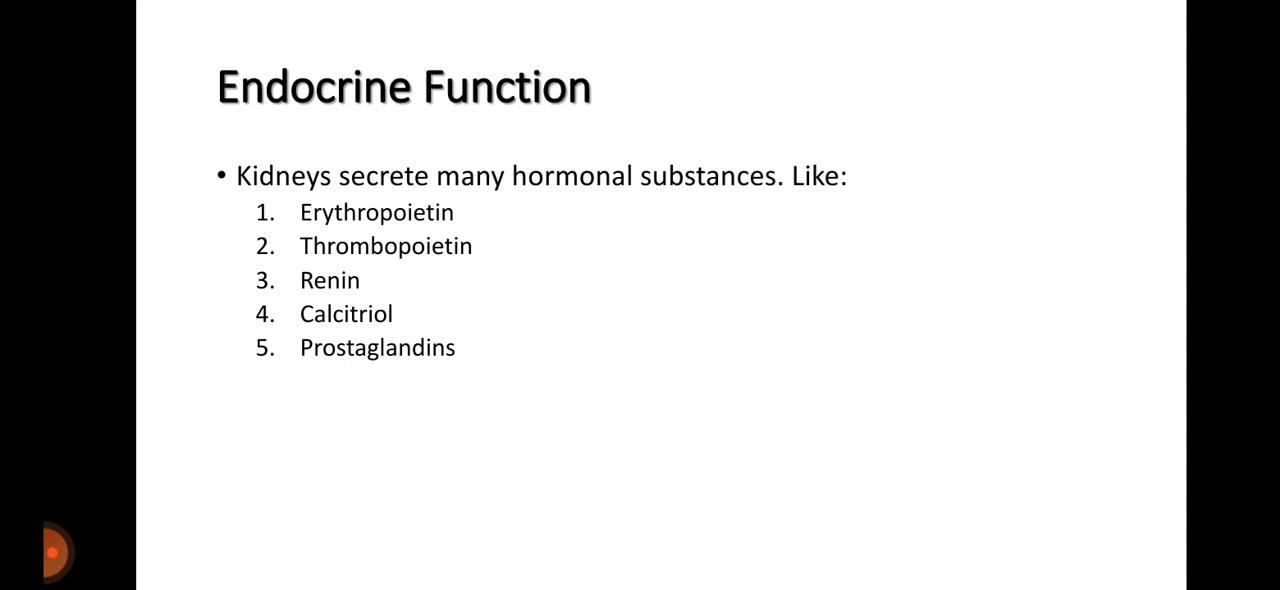 Endocrine Function
• Kidneys secrete many hormonal substances. Like:
1. Erythropoietin
2. Thrombopoietin
3. Renin
4. Calcitriol
5. Prostaglandins